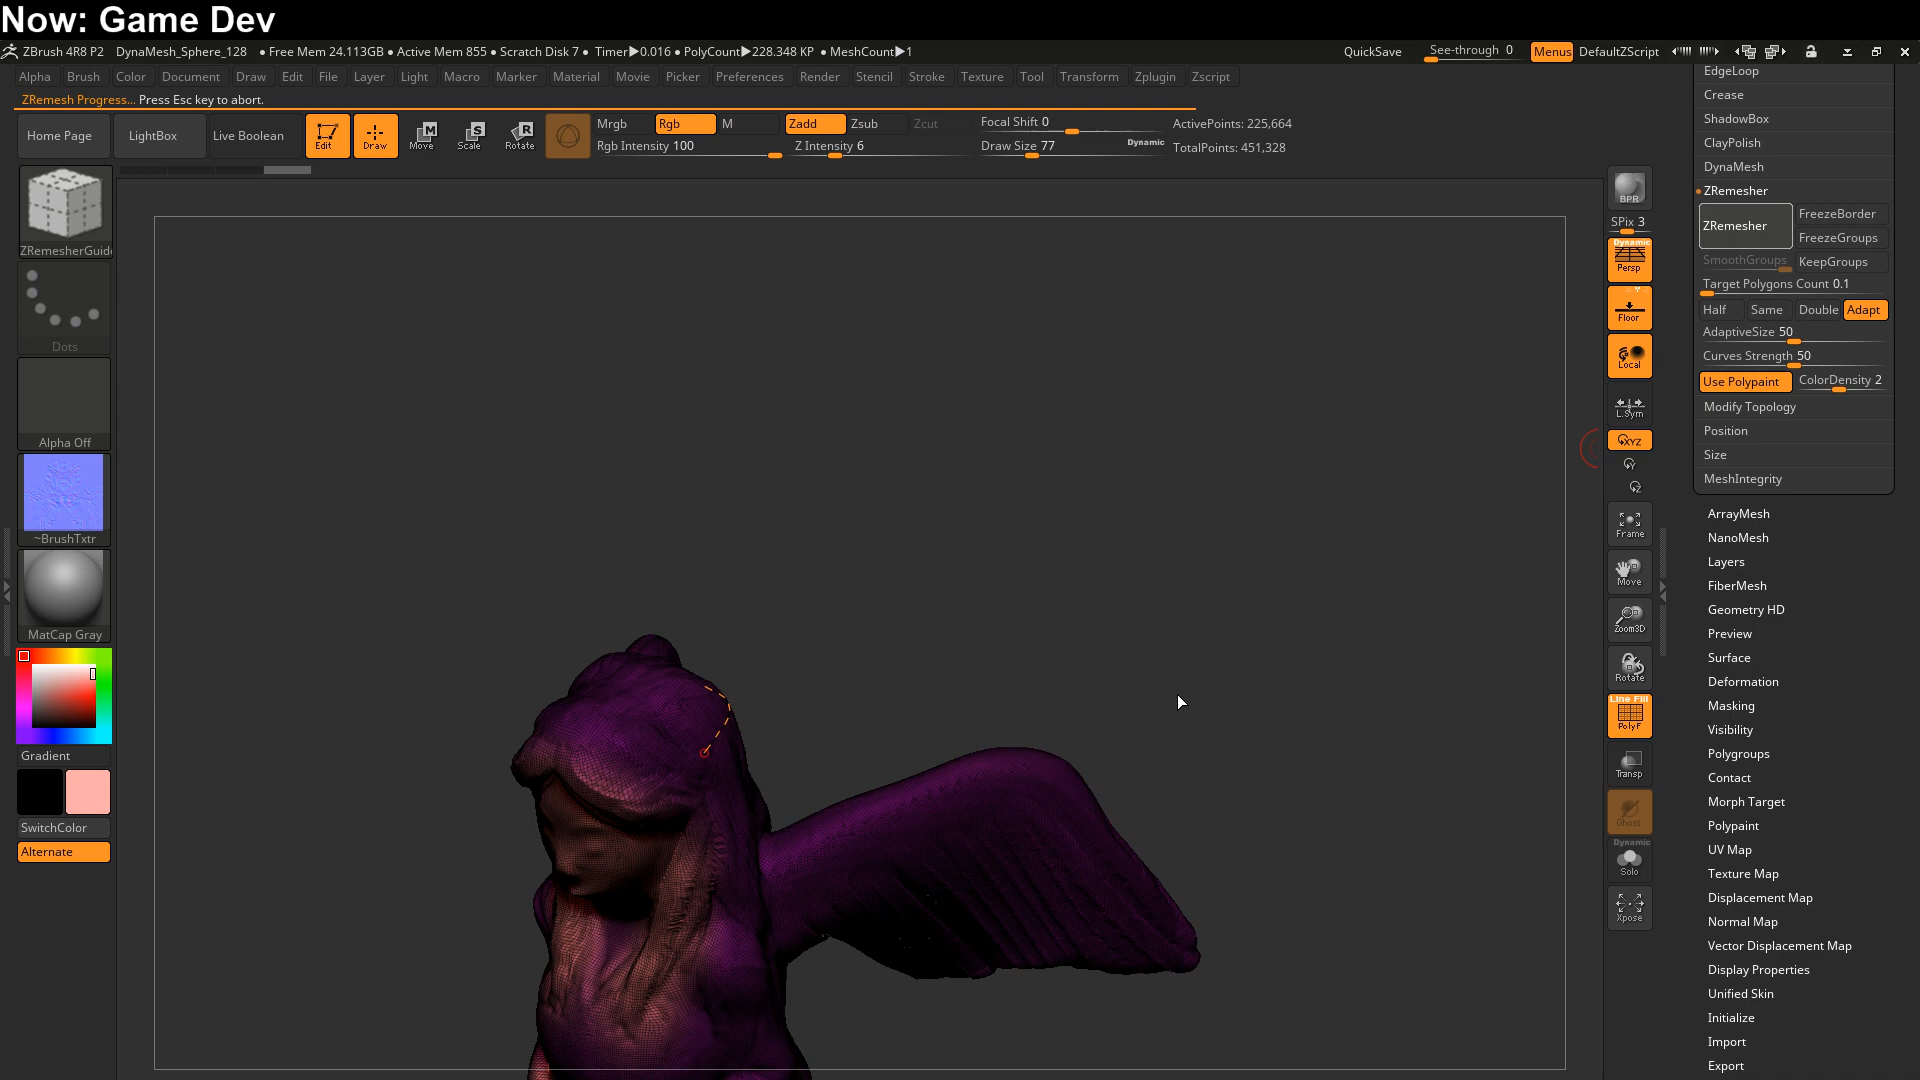 Now: Game Dev
ZBrush 4R8 P2 DynaMesh_Sphere_128 ● Free Mem 24.113GB ● Active Mem 855 ● Scratch Disk 7 ● Timer▶0.016 ● PolyCount▶228.348 KP ● MeshCount▶1 QuickSave See-through 0 Menus DefaultZScript
Alpha Brush Color Document Draw Edit File Layer Light Macro Marker Material Movie Picker Preferences Render Stencil Stroke Texture Tool Transform Zplugin Zscript
ZRemesh Progress... Press Esc key to abort.
Home Page LightBox Live Boolean Edit Draw Move Scale Rotate
M S R
Mrgb Rgb M Zadd Zsub Zcut Focal Shift 0 ActivePoints: 225,664
Rgb Intensity 100 Z Intensity 6 Draw Size 77 Dynamic TotalPoints: 451,328
ZRemesherGuid
Dots
Alpha Off
~BrushTxtr
MatCap Gray
Gradient
SwitchColor
Alternate
BPR
SPix 3
Dynamic
Persp
Floor
Local
L.Sym
XYZ
Y
Z
Frame
Move
Zoom3D
Rotate
Line Fill
PolyF
Transp
Ghost
Dynamic
Solo
Xpose
EdgeLoop
Crease
ShadowBox
ClayPolish
DynaMesh
ZRemesher
ZRemesher FreezeBorder
FreezeGroups
SmoothGroups KeepGroups
Target Polygons Count 0.1
Half Same Double Adapt
AdaptiveSize 50
Curves Strength 50
Use Polypaint ColorDensity 2
Modify Topology
Position
Size
MeshIntegrity
ArrayMesh
NanoMesh
Layers
FiberMesh
Geometry HD
Preview
Surface
Deformation
Masking
Visibility
Polygroups
Contact
Morph Target
Polypaint
UV Map
Texture Map
Displacement Map
Normal Map
Vector Displacement Map
Display Properties
Unified Skin
Initialize
Import
Export